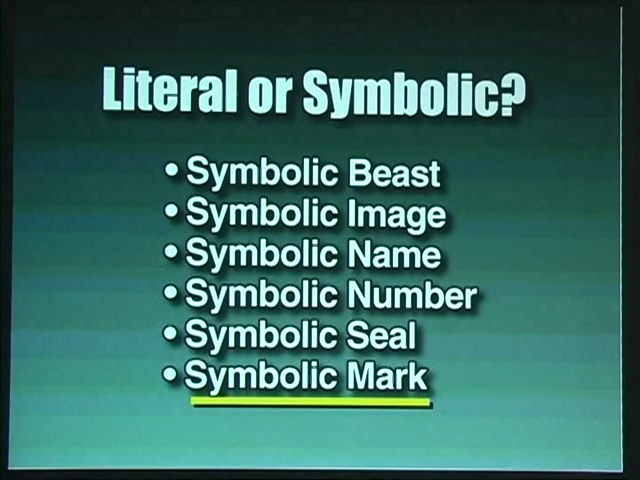 Literal or Symbolic?
• Symbolic Beast
• Symbolic Image
• Symbolic Name
• Symbolic Number
• Symbolic Seal
• Symbolic Mark